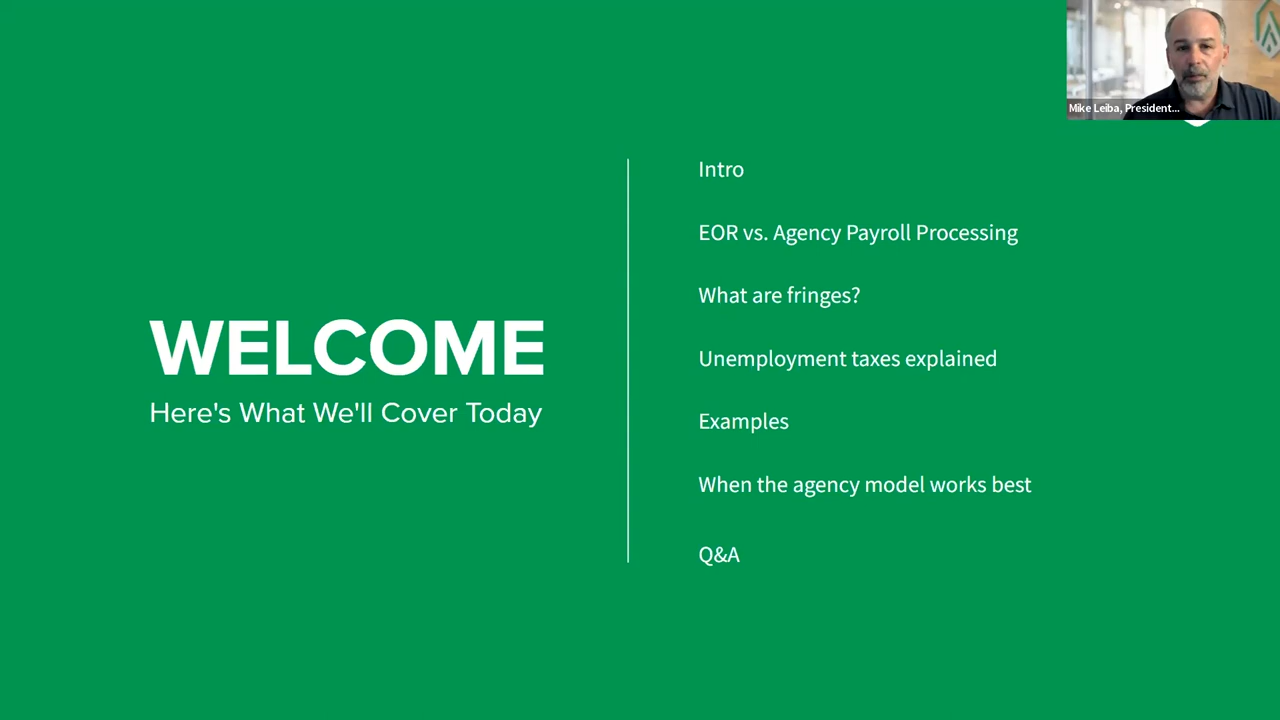 Mike Leiba, President...
WELCOME
Here's What We'll Cover Today
Intro
EOR vs. Agency Payroll Processing
What are fringes?
Unemployment taxes explained
Examples
When the agency model works best
Q&A